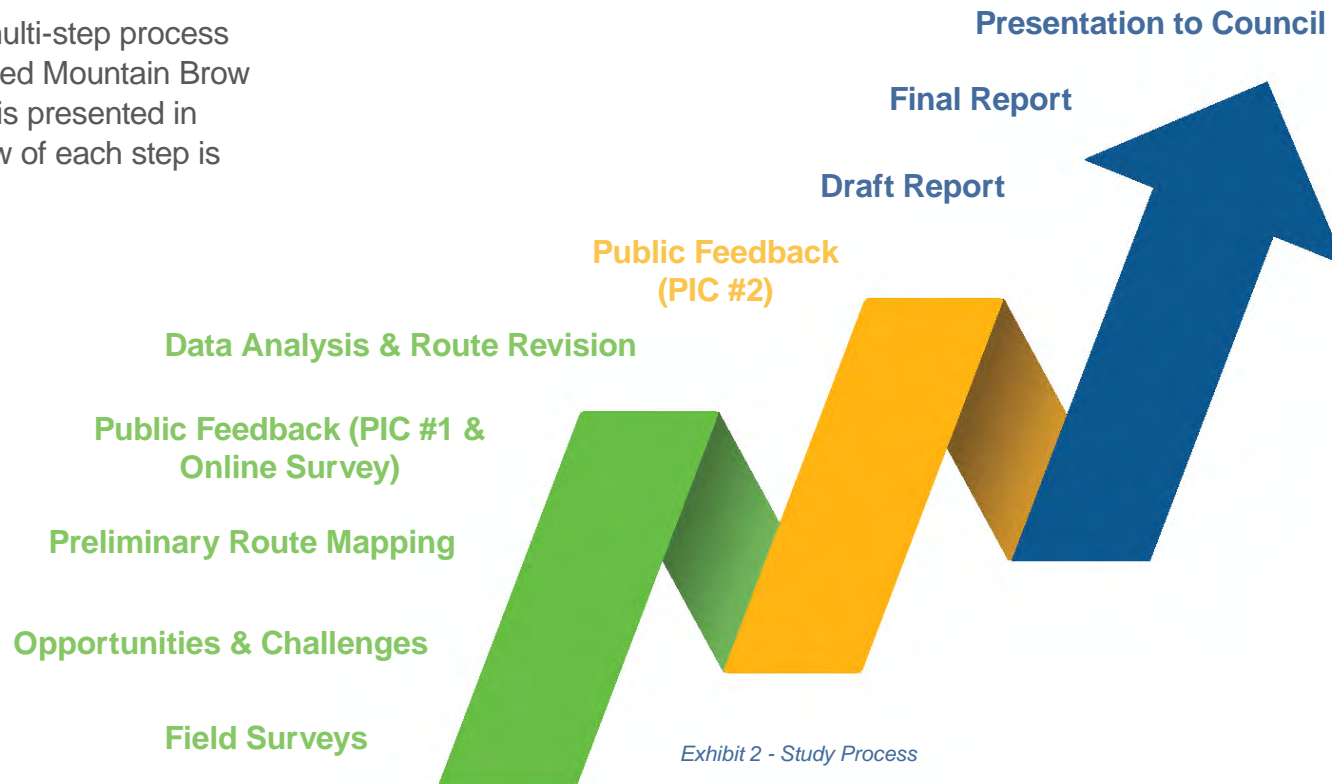 ulti-step process
ed Mountain Brow
is presented in
w of each step is
Presentation to Council
Final Report
Draft Report
Public Feedback
(PIC #2)
Data Analysis & Route Revision
Public Feedback (PIC #1 &
Online Survey)
Preliminary Route Mapping
Opportunities & Challenges
Field Surveys
Exhibit 2 - Study Process